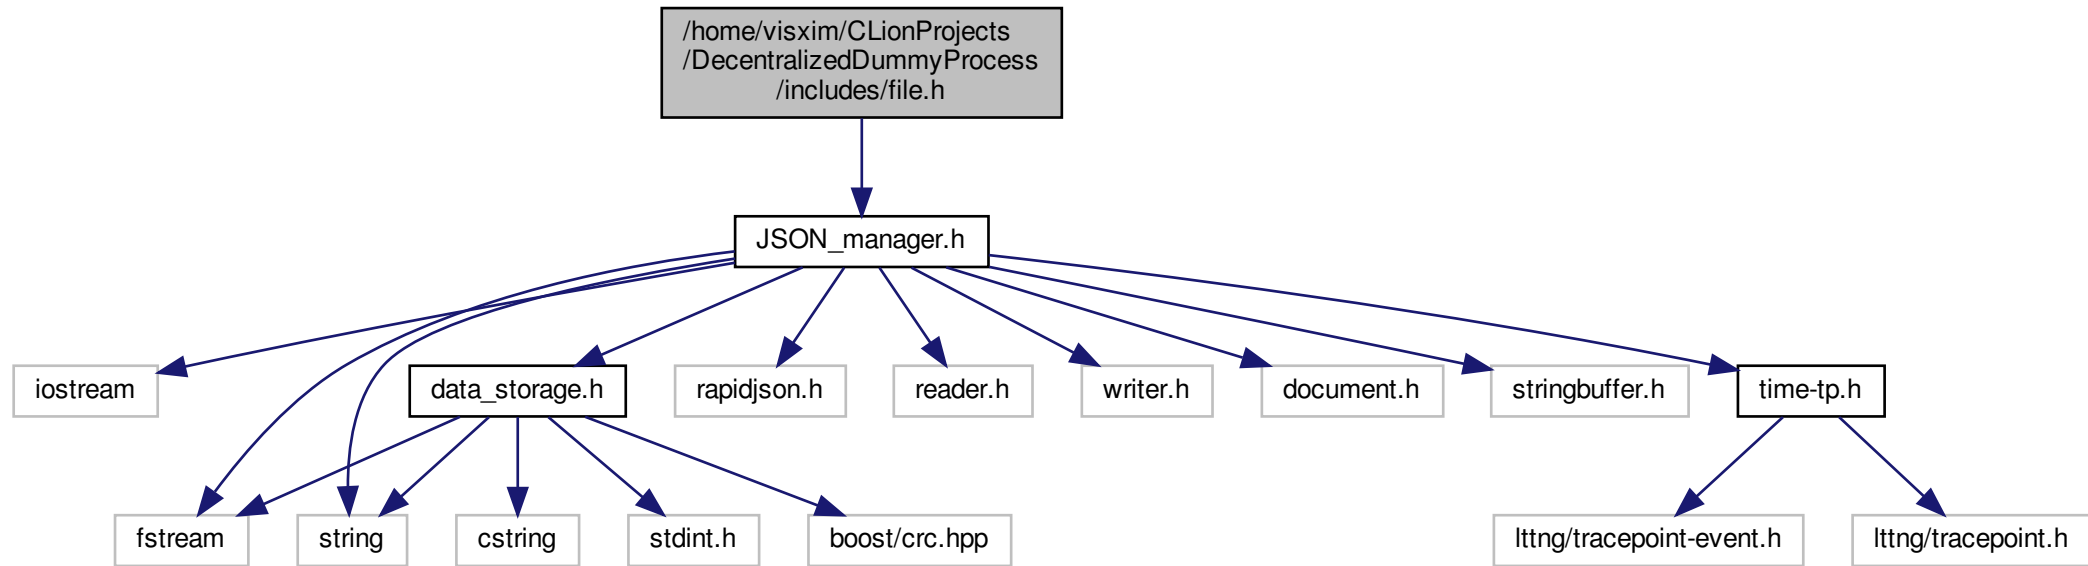 /home/visxim/CLionProjects
/DecentralizedDummyProcess
/includes/file.h
JSON_manager.h
iostream
data_storage.h
rapidjson.h
reader.h
writer.h
document.h
stringbuffer.h
time-tp.h
fstream
string
cstring
stdint.h
boost/crc.hpp
lttng/tracepoint-event.h
lttng/tracepoint.h